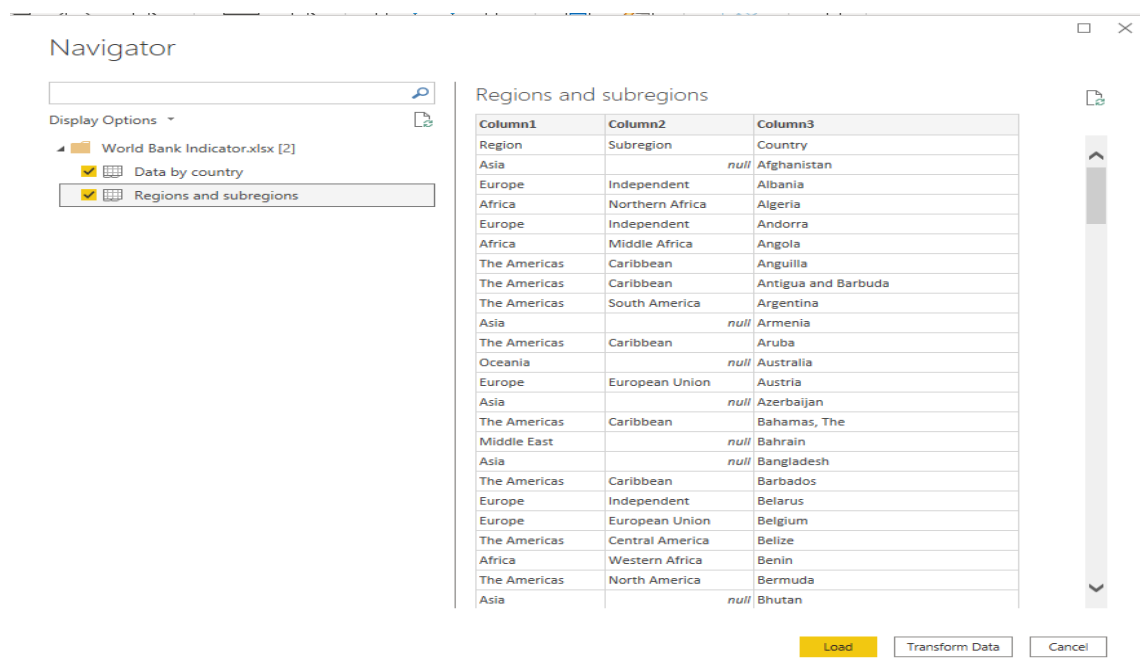 Navigator
Display Options
World Bank Indicator.xlsx [2]
Data by country
Regions and subregions
Regions and subregions
Column1 Column2 Column3
Region Subregion Country
Asia null Afghanistan
Europe Independent Albania
Africa Northern Africa Algeria
Europe Independent Andorra
Africa Middle Africa Angola
The Americas Caribbean Anguilla
The Americas Caribbean Antigua and Barbuda
The Americas South America Argentina
Asia null Armenia
The Americas Caribbean Aruba
Oceania null Australia
Europe European Union Austria
Asia null Azerbaijan
The Americas Caribbean Bahamas, The
Middle East null Bahrain
Asia null Bangladesh
The Americas Caribbean Barbados
Europe Independent Belarus
Europe European Union Belgium
The Americas Central America Belize
Africa Western Africa Benin
The Americas North America Bermuda
Asia null Bhutan
Load Transform Data Cancel